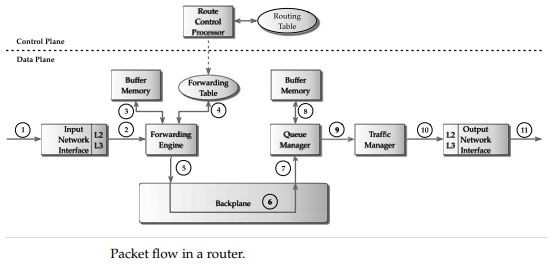 Route
Control
Processor
Routing
Table
Control Plane
Data Plane
Buffer
Memory
Forwarding
Table
Buffer
Memory
3
4
8
1
Input
Network
Interface
L2
L3
2
Forwarding
Engine
Queue
Manager
9
Traffic
Manager
10
L2
L3
Output
Network
Interface
11
5
7
Backplane
6
Packet flow in a router.